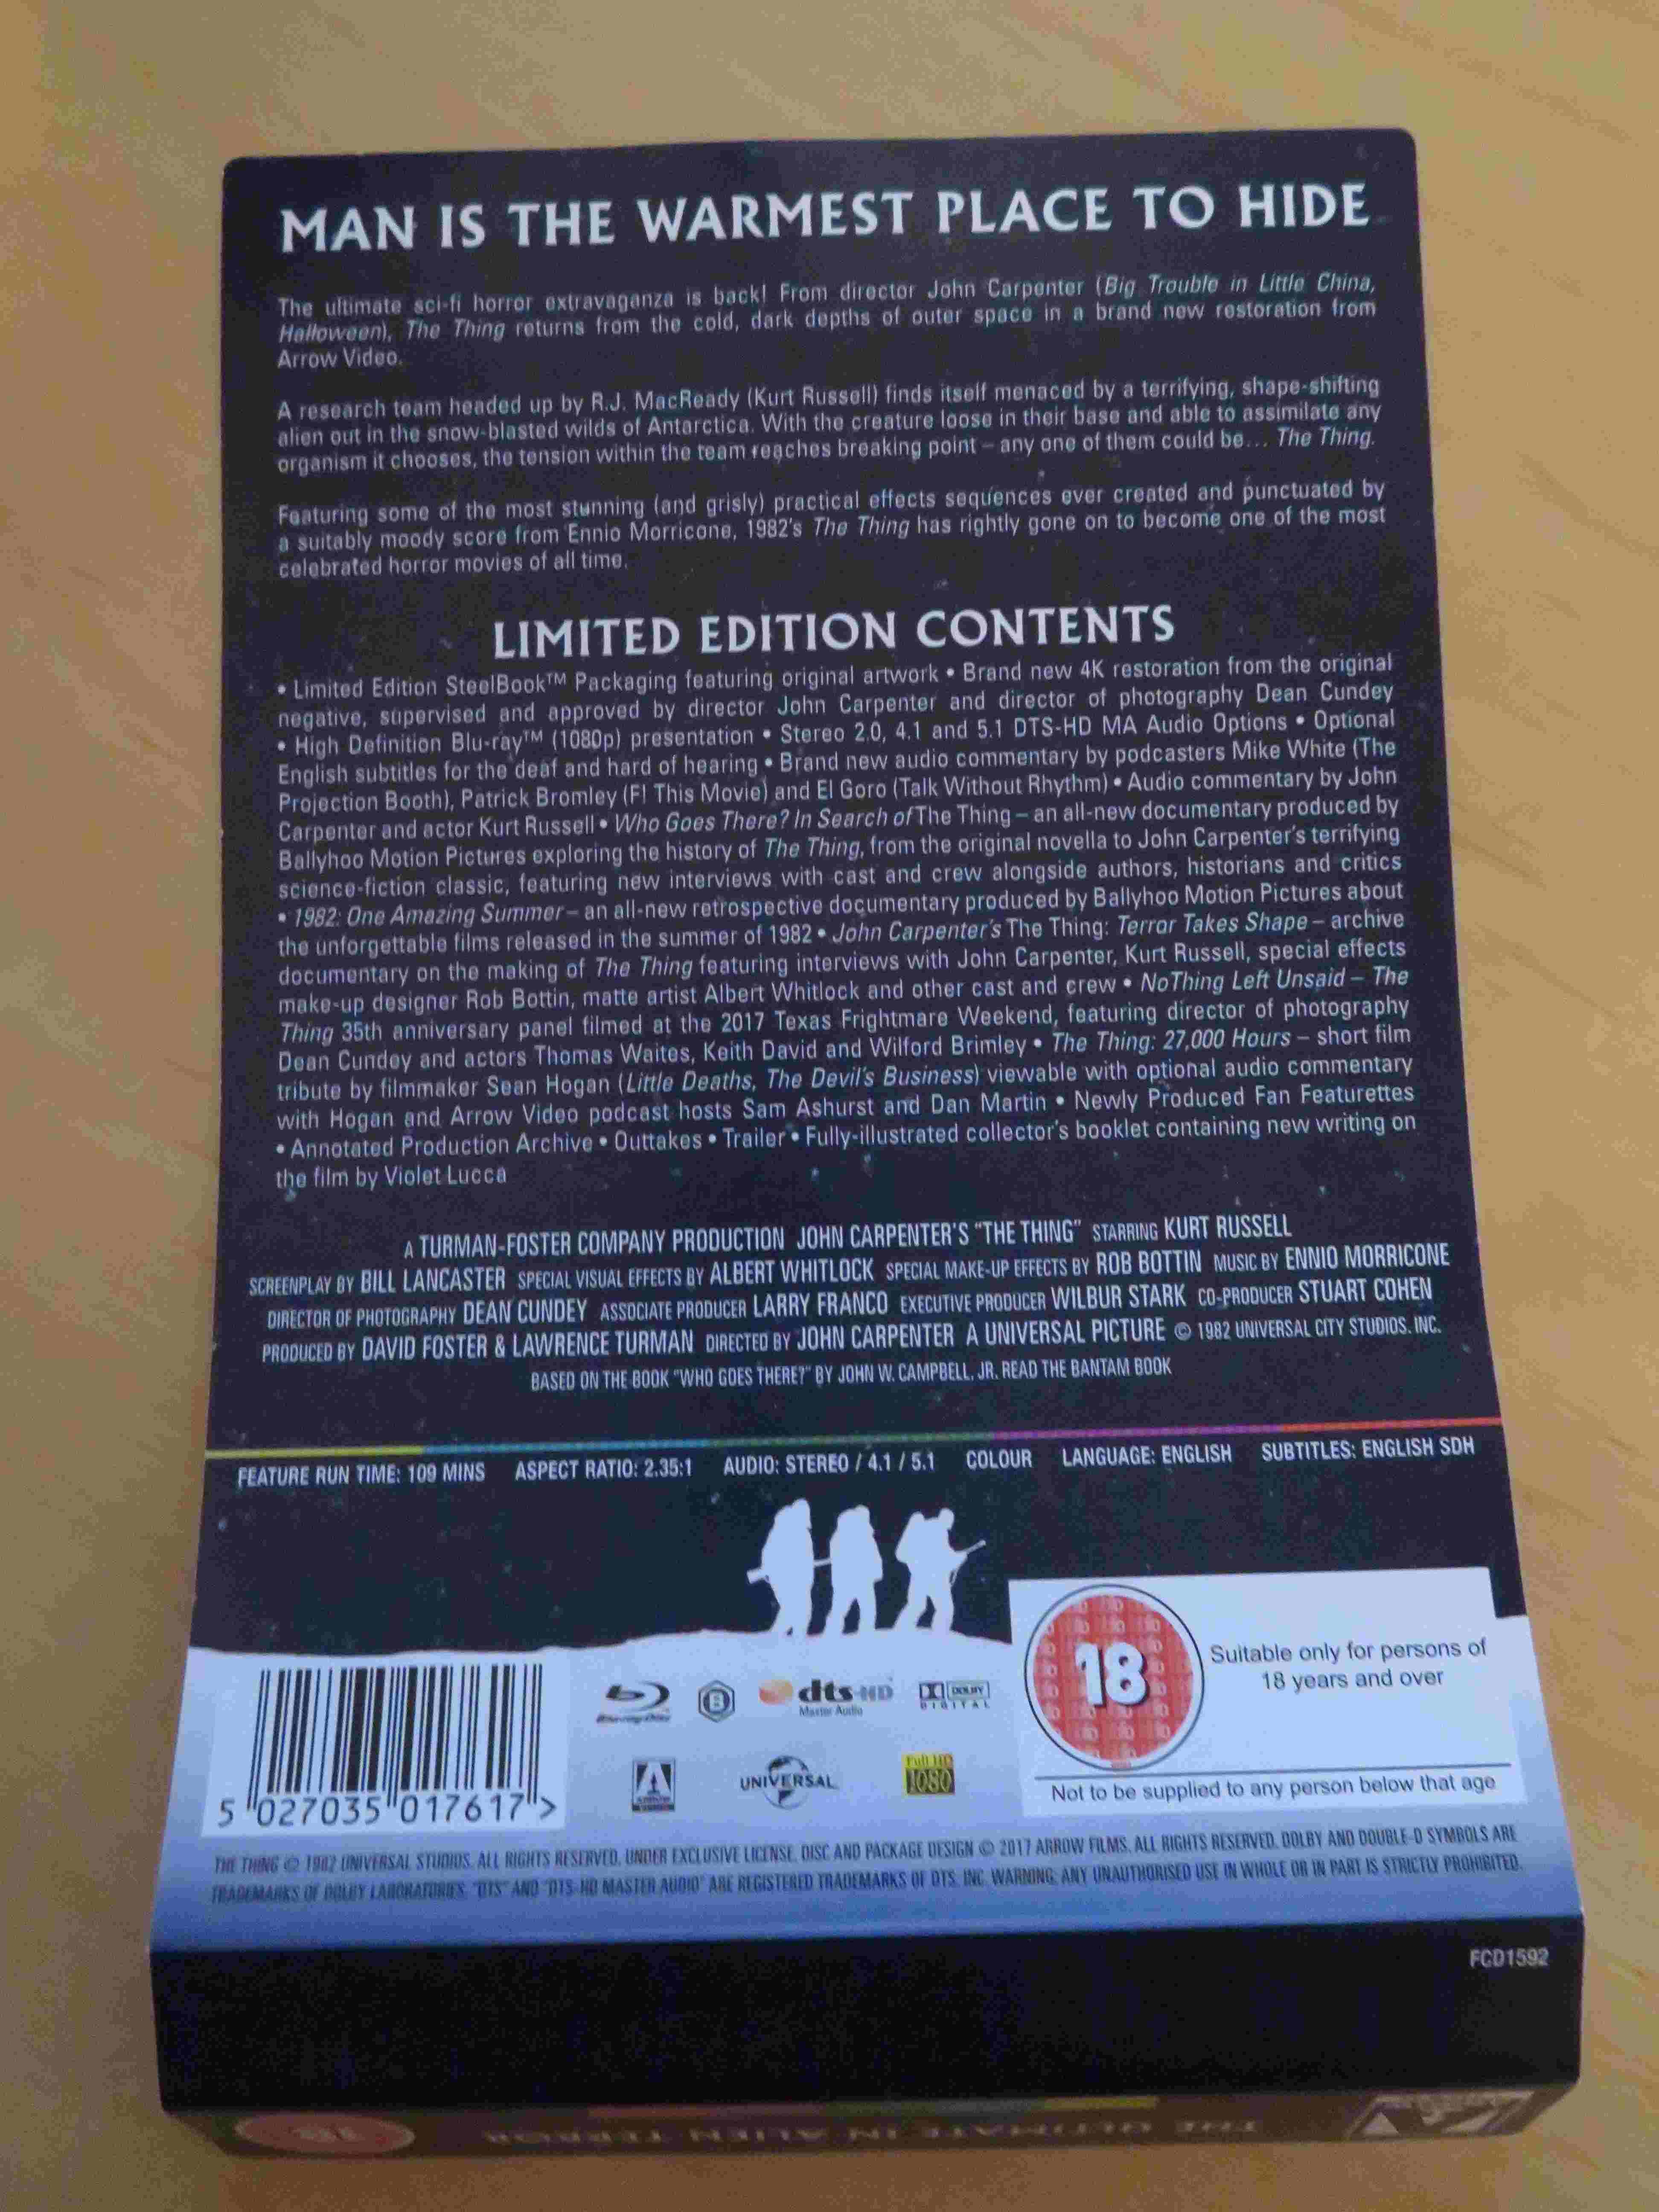 MAN IS THE WARMEST PLACE TO HIDE
The ultimate sci-fi horror extravaganza is back! From director John Carpenter (Big Trouble in Little China,
Halloween), The Thing returns from the cold, dark depths of outer space in a brand new restoration from
Arrow Video.
A research team headed up by R.J. MacReady (Kurt Russell) finds itself menaced by a terrifying, shape-shifting
alien out in the snow-blasted wilds of Antarctica. With the creature loose in their base and able to assimilate any
organism it chooses, the tension within the team reaches breaking point – any one of them could be... The Thing.
Featuring some of the most stunning (and grisly) practical effects sequences ever created and punctuated by
a suitably moody score from Ennio Morricone, 1982's The Thing has rightly gone on to become one of the most
celebrated horror movies of all time.
LIMITED EDITION CONTENTS
• Limited Edition SteelBook™ Packaging featuring original artwork • Brand new 4K restoration from the original
negative, supervised and approved by director John Carpenter and director of photography Dean Cundey
• High Definition Blu-ray™ (1080p) presentation • Stereo 2.0, 4.1 and 5.1 DTS-HD MA Audio Options • Optional
English subtitles for the deaf and hard of hearing • Brand new audio commentary by podcasters Mike White (The
Projection Booth), Patrick Bromley (F! This Movie) and El Goro (Talk Without Rhythm) • Audio commentary by John
Carpenter and actor Kurt Russell • Who Goes There? In Search of The Thing – an all-new documentary produced by
Ballyhoo Motion Pictures exploring the history of The Thing, from the original novella to John Carpenter's terrifying
science-fiction classic, featuring new interviews with cast and crew alongside authors, historians and critics
• 1982: One Amazing Summer – an all-new retrospective documentary produced by Ballyhoo Motion Pictures about
the unforgettable films released in the summer of 1982 • John Carpenter's The Thing: Terror Takes Shape – archive
documentary on the making of The Thing featuring interviews with John Carpenter, Kurt Russell, special effects
make-up designer Rob Bottin, matte artist Albert Whitlock and other cast and crew • NoThing Left Unsaid – The
Thing 35th anniversary panel filmed at the 2017 Texas Frightmare Weekend, featuring director of photography
Dean Cundey and actors Thomas Waites, Keith David and Wilford Brimley • The Thing: 27,000 Hours – short film
tribute by filmmaker Sean Hogan (Little Deaths, The Devil's Business) viewable with optional audio commentary
with Hogan and Arrow Video podcast hosts Sam Ashurst and Dan Martin • Newly Produced Fan Featurettes
• Annotated Production Archive • Outtakes • Trailer • Fully-illustrated collector's booklet containing new writing on
the film by Violet Lucca
A TURMAN-FOSTER COMPANY PRODUCTION JOHN CARPENTER'S "THE THING" STARRING KURT RUSSELL
SCREENPLAY BY BILL LANCASTER SPECIAL VISUAL EFFECTS BY ALBERT WHITLOCK SPECIAL MAKE-UP EFFECTS BY ROB BOTTIN MUSIC BY ENNIO MORRICONE
DIRECTOR OF PHOTOGRAPHY DEAN CUNDEY ASSOCIATE PRODUCER LARRY FRANCO EXECUTIVE PRODUCER WILBUR STARK CO-PRODUCER STUART COHEN
PRODUCED BY DAVID FOSTER & LAWRENCE TURMAN DIRECTED BY JOHN CARPENTER A UNIVERSAL PICTURE © 1982 UNIVERSAL CITY STUDIOS. INC.
BASED ON THE BOOK "WHO GOES THERE?" BY JOHN W. CAMPBELL, JR. READ THE BANTAM BOOK
FEATURE RUN TIME: 109 MINS ASPECT RATIO: 2.35:1 AUDIO: STEREO / 4.1 / 5.1 COLOUR LANGUAGE: ENGLISH SUBTITLES: ENGLISH SDH
18
Suitable only for persons of
18 years and over
Not to be supplied to any person below that age
B
dts-HD
Master Audio
DOLBY
DIGITAL
UNIVERSAL
Full HD
1080
5 027035 017617 >
THE THING © 1982 UNIVERSAL STUDIOS. ALL RIGHTS RESERVED. UNDER EXCLUSIVE LICENSE. DISC AND PACKAGE DESIGN © 2017 ARROW FILMS. ALL RIGHTS RESERVED. DOLBY AND DOUBLE-D SYMBOLS ARE
TRADEMARKS OF DOLBY LABORATORIES. "DTS" AND "DTS-HD MASTER AUDIO" ARE REGISTERED TRADEMARKS OF DTS, INC. WARNING: ANY UNAUTHORISED USE IN WHOLE OR IN PART IS STRICTLY PROHIBITED.
FCD1592
THE ULTIMATE IN ALIEN TERROR
18